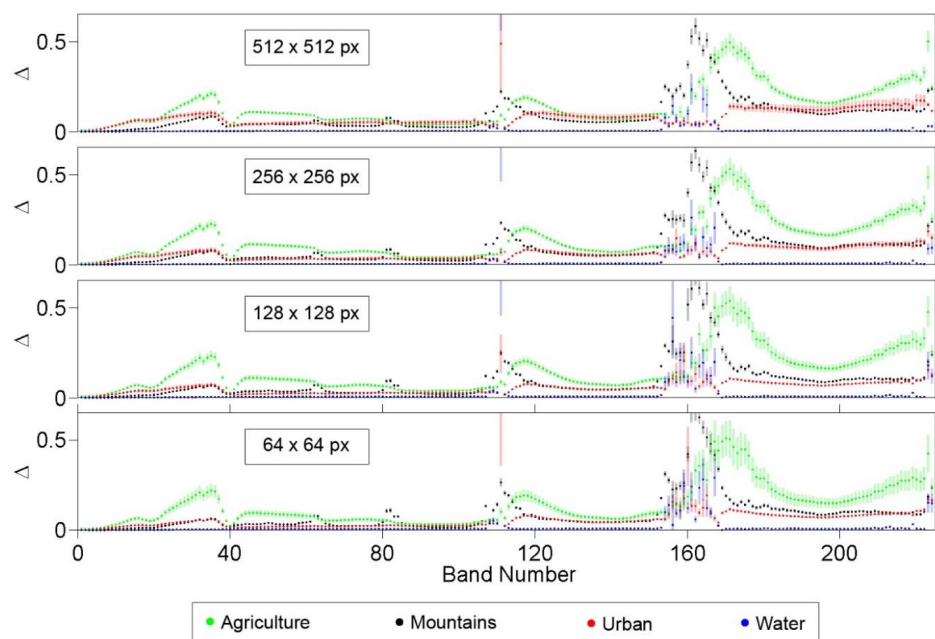 0.5
512 x 512 px
Δ
0
0.5
256 x 256 px
Δ
0
0.5
128 x 128 px
Δ
0
0.5
64 x 64 px
Δ
0
0 40 80 120 160 200
Band Number
Agriculture Mountains Urban Water